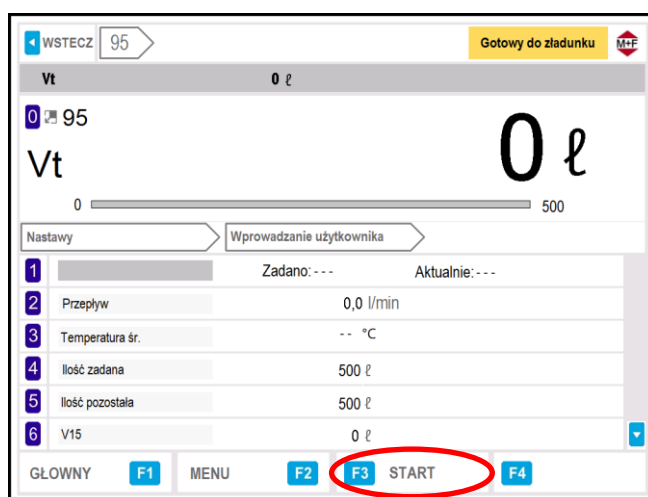 WSTECZ 95 Gotowy do zładunku M+F
Vt 0 ℓ
0 95
Vt 0 ℓ
0 500
Nastawy Wprowadzanie użytkownika
1 Zadano: - - - Aktualnie: - - -
2 Przepływ 0,0 l/min
3 Temperatura śr. -- °C
4 Ilość zadana 500 ℓ
5 Ilość pozostała 500 ℓ
6 V15 0 ℓ
GŁOWNY F1 MENU F2 F3 START F4